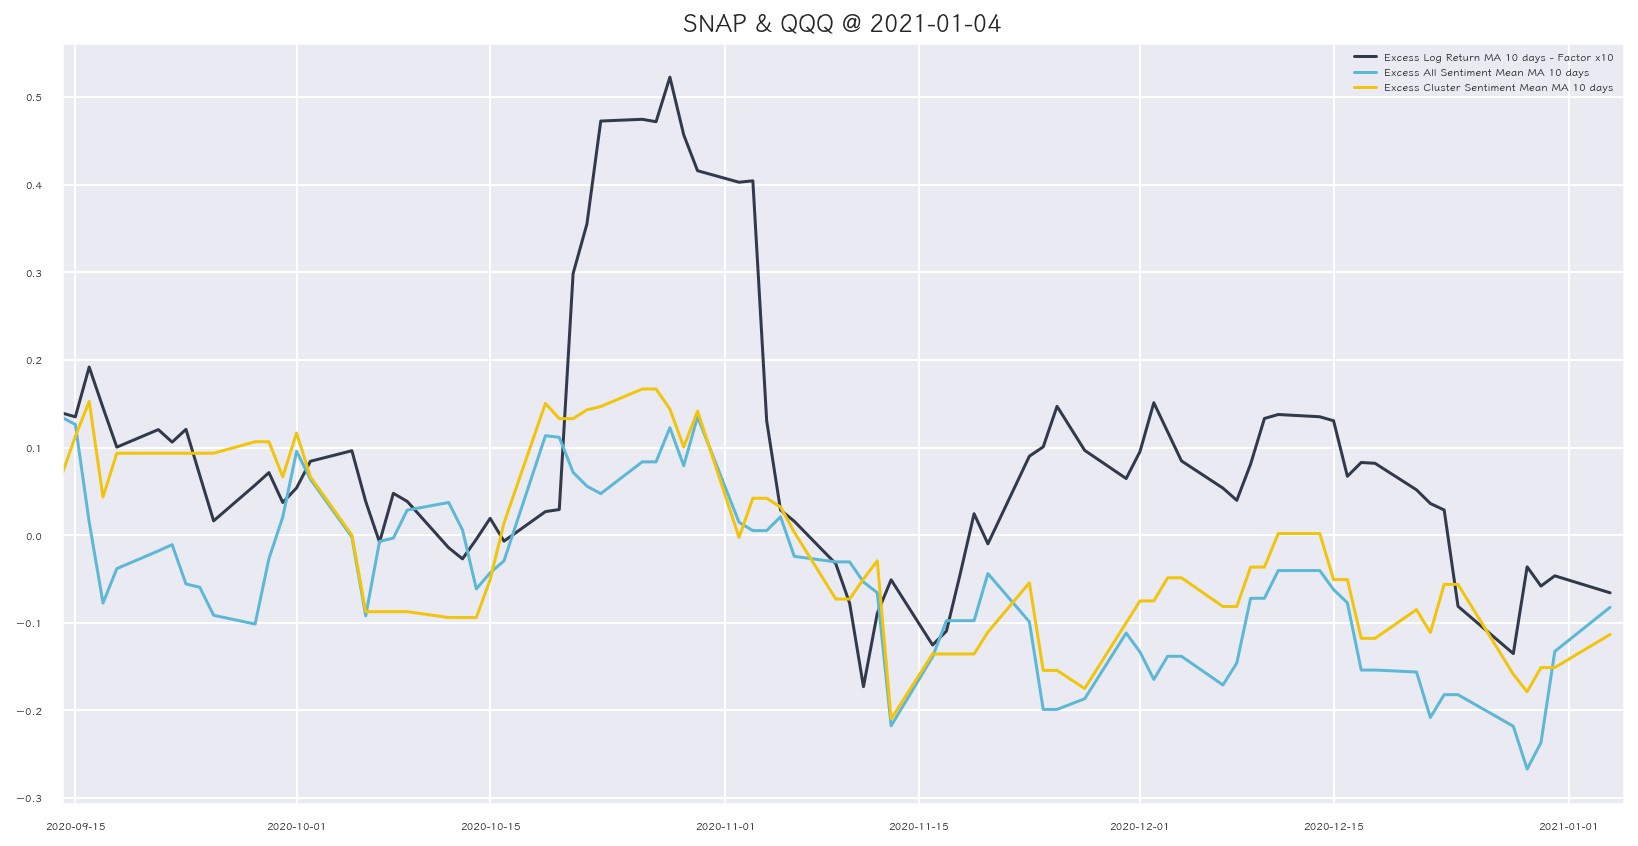 SNAP & QQQ @ 2021-01-04
Excess Log Return MA 10 days - Factor x10
Excess All Sentiment Mean MA 10 days
Excess Cluster Sentiment Mean MA 10 days
0.5
0.4
0.3
0.2
0.1
0.0
−0.1
−0.2
−0.3
2020-09-15 2020-10-01 2020-10-15 2020-11-01 2020-11-15 2020-12-01 2020-12-15 2021-01-01